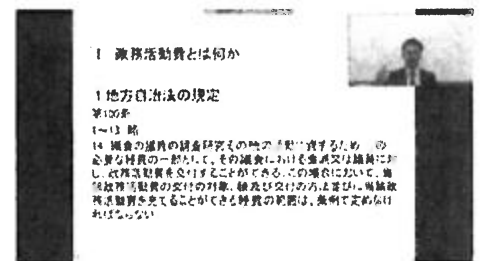 1 政務活動費とは何か
1 地方自治法の規定
第100条
1～13 略
14 議会の議員の調査研究その他の活動に資するため の
必要な経費の一部として、その議会における会派又は議員に対
し、政務活動費を交付することができる。この場合において、当
該政務活動費の交付の対象、額及び交付の方法並びに当該政
務活動費を充てることができる経費の範囲は、条例で定めなけ
ればならない